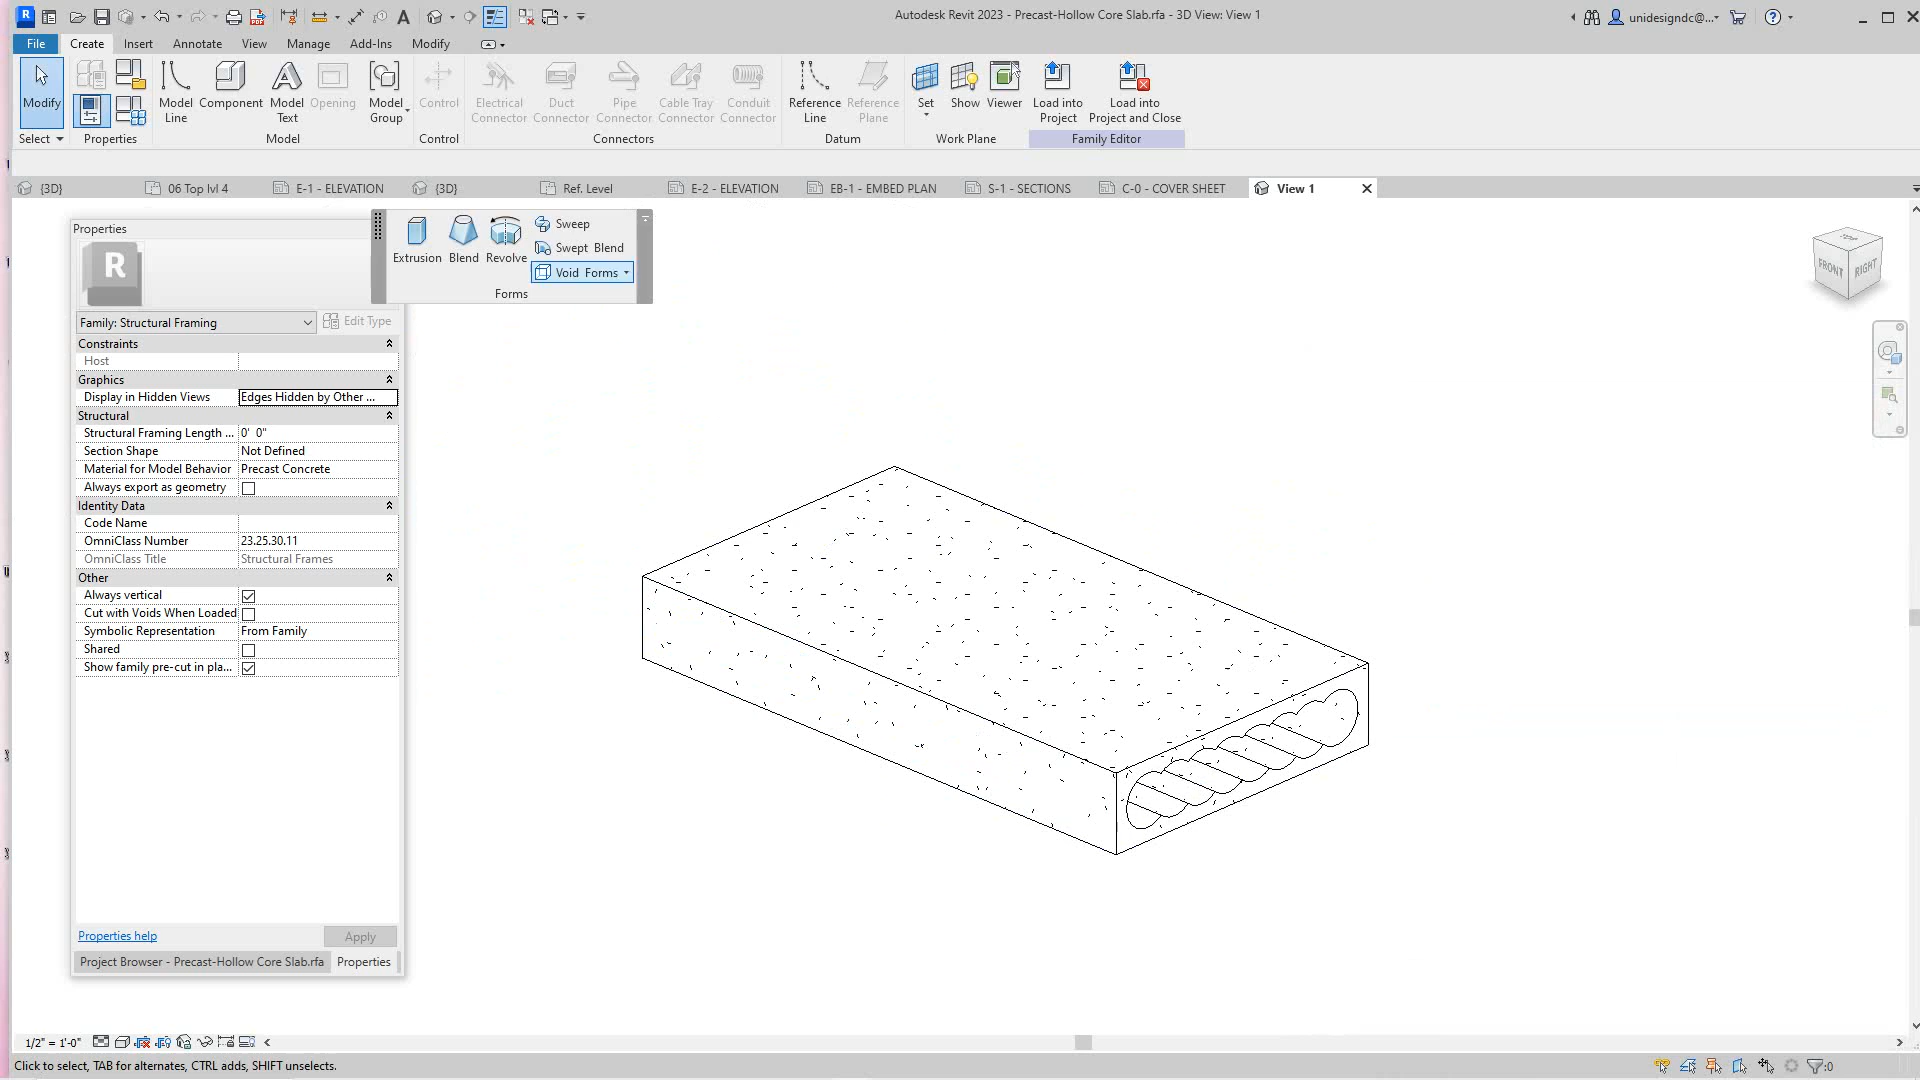 Autodesk Revit 2023 - Precast-Hollow Core Slab.rfa - 3D View: View 1
unidesigndc@...
File Create Insert Annotate View Manage Add-Ins Modify
Modify
Model Line
Component
Model Text
Opening
Model Group
Control
Electrical Connector
Duct Connector
Pipe Connector
Cable Tray Connector
Conduit Connector
Reference Line
Reference Plane
Set
Show
Viewer
Load into Project
Load into Project and Close
Select Properties Model Control Connectors Datum Work Plane Family Editor
{3D} 06 Top lvl 4 E-1 - ELEVATION {3D} Ref. Level E-2 - ELEVATION EB-1 - EMBED PLAN S-1 - SECTIONS C-0 - COVER SHEET View 1
Properties
R
Extrusion Blend Revolve
Sweep
Swept Blend
Void Forms
Forms
FRONT RIGHT
Family: Structural Framing Edit Type
Constraints
Host
Graphics
Display in Hidden Views Edges Hidden by Other ...
Structural
Structural Framing Length ... 0' 0"
Section Shape Not Defined
Material for Model Behavior Precast Concrete
Always export as geometry
Identity Data
Code Name
OmniClass Number 23.25.30.11
OmniClass Title Structural Frames
Other
Always vertical
Cut with Voids When Loaded
Symbolic Representation From Family
Shared
Show family pre-cut in pla...
Properties help Apply
Project Browser - Precast-Hollow Core Slab.rfa Properties
1/2" = 1'-0"
Click to select, TAB for alternates, CTRL adds, SHIFT unselects.
:0